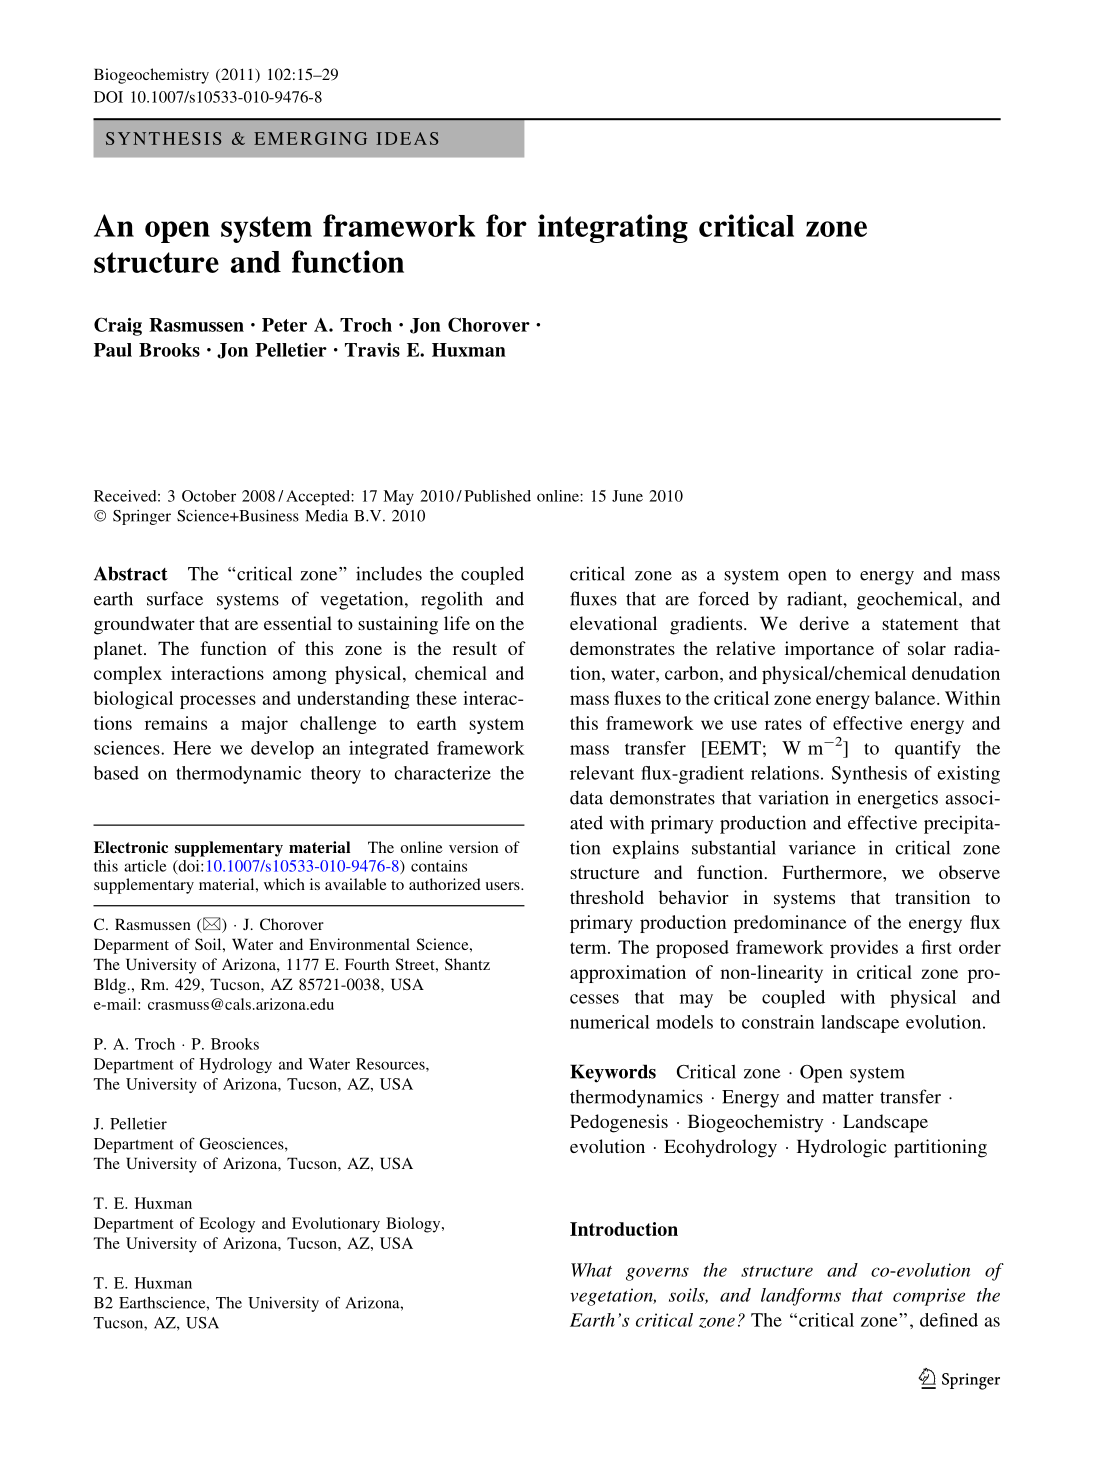 Biogeochemistry (2011) 102:15–29
DOI 10.1007/s10533-010-9476-8
SYNTHESIS & EMERGING IDEAS
An open system framework for integrating critical zone
structure and function
Craig Rasmussen · Peter A. Troch · Jon Chorover ·
Paul Brooks · Jon Pelletier · Travis E. Huxman
Received: 3 October 2008 / Accepted: 17 May 2010 / Published online: 15 June 2010
© Springer Science+Business Media B.V. 2010
Abstract The “critical zone” includes the coupled
earth surface systems of vegetation, regolith and
groundwater that are essential to sustaining life on the
planet. The function of this zone is the result of
complex interactions among physical, chemical and
biological processes and understanding these interac-
tions remains a major challenge to earth system
sciences. Here we develop an integrated framework
based on thermodynamic theory to characterize the
critical zone as a system open to energy and mass
fluxes that are forced by radiant, geochemical, and
elevational gradients. We derive a statement that
demonstrates the relative importance of solar radia-
tion, water, carbon, and physical/chemical denudation
mass fluxes to the critical zone energy balance. Within
this framework we use rates of effective energy and
mass transfer [EEMT; W m−2] to quantify the
relevant flux-gradient relations. Synthesis of existing
data demonstrates that variation in energetics associ-
ated with primary production and effective precipita-
tion explains substantial variance in critical zone
structure and function. Furthermore, we observe
threshold behavior in systems that transition to
primary production predominance of the energy flux
term. The proposed framework provides a first order
approximation of non-linearity in critical zone pro-
cesses that may be coupled with physical and
numerical models to constrain landscape evolution.
Keywords Critical zone · Open system
thermodynamics · Energy and matter transfer ·
Pedogenesis · Biogeochemistry · Landscape
evolution · Ecohydrology · Hydrologic partitioning
Electronic supplementary material The online version of
this article (doi:10.1007/s10533-010-9476-8) contains
supplementary material, which is available to authorized users.
C. Rasmussen (✉) · J. Chorover
Deparment of Soil, Water and Environmental Science,
The University of Arizona, 1177 E. Fourth Street, Shantz
Bldg., Rm. 429, Tucson, AZ 85721-0038, USA
e-mail: crasmuss@cals.arizona.edu
P. A. Troch · P. Brooks
Department of Hydrology and Water Resources,
The University of Arizona, Tucson, AZ, USA
J. Pelletier
Department of Geosciences,
The University of Arizona, Tucson, AZ, USA
T. E. Huxman
Department of Ecology and Evolutionary Biology,
The University of Arizona, Tucson, AZ, USA
T. E. Huxman
B2 Earthscience, The University of Arizona,
Tucson, AZ, USA
Introduction
What governs the structure and co-evolution of
vegetation, soils, and landforms that comprise the
Earth’s critical zone? The “critical zone”, defined as
Springer